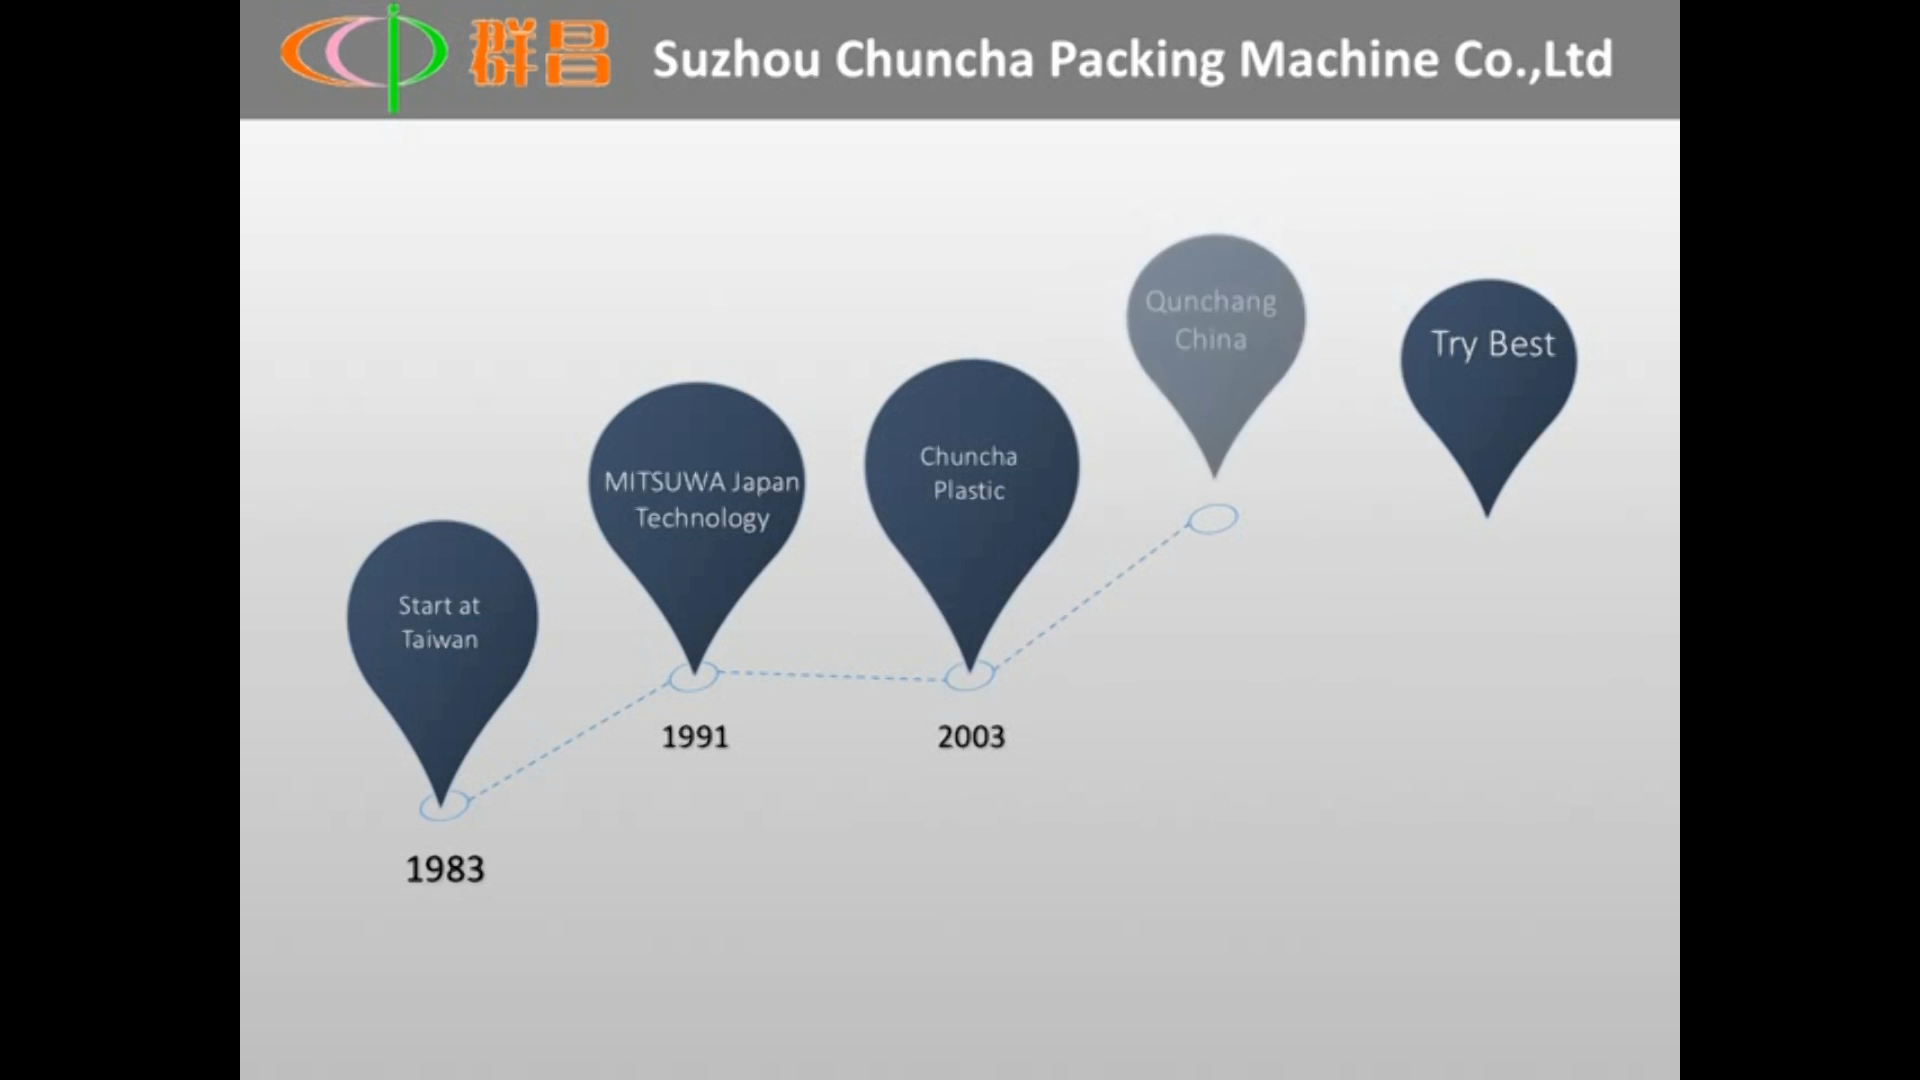 群昌 Suzhou Chuncha Packing Machine Co.,Ltd
Start at
Taiwan
1983
MITSUWA Japan
Technology
1991
Chuncha
Plastic
2003
Qunchang
China
Try Best